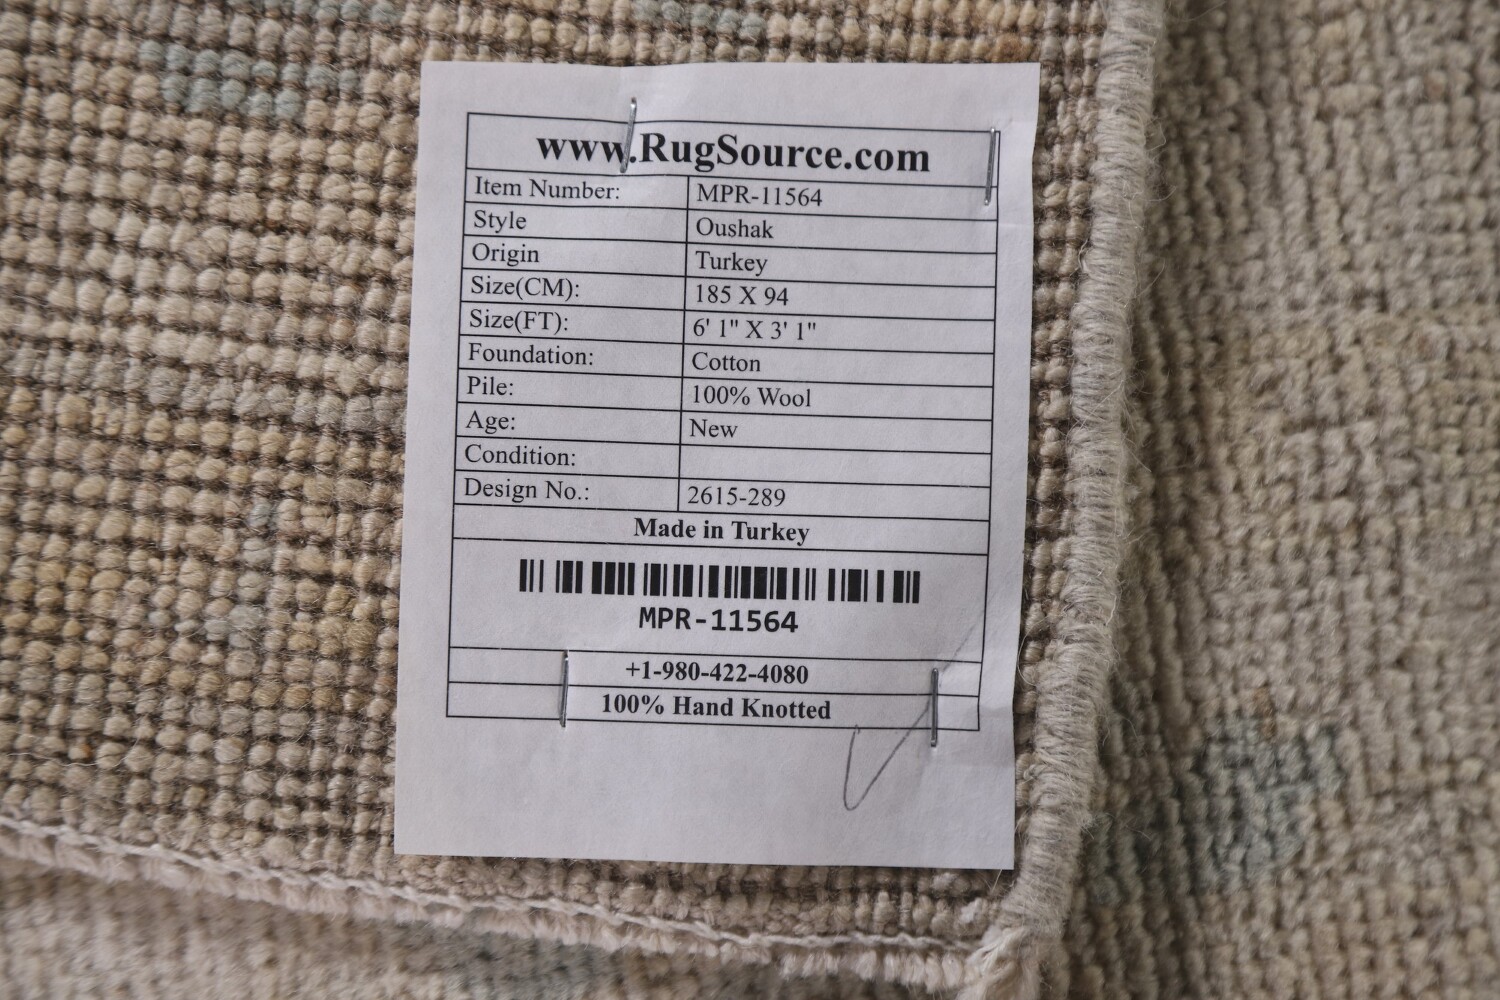 www.RugSource.com
Item Number: MPR-11564
Style Oushak
Origin Turkey
Size(CM): 185 X 94
Size(FT): 6' 1" X 3' 1"
Foundation: Cotton
Pile: 100% Wool
Age: New
Condition:
Design No.: 2615-289
Made in Turkey
MPR-11564
+1-980-422-4080
100% Hand Knotted